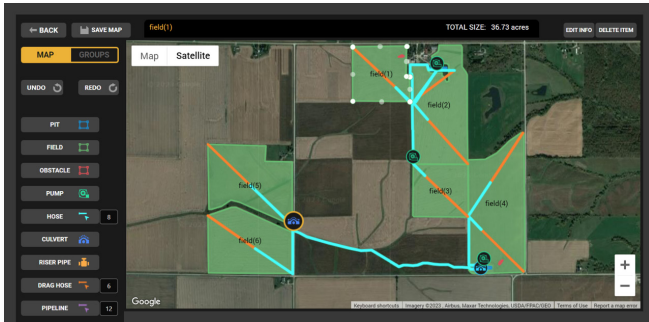 BACK
SAVE MAP
field(1)
TOTAL SIZE: 36.73 acres
EDIT INFO
DELETE ITEM
MAP
GROUPS
Map
Satellite
UNDO
REDO
PIT
FIELD
OBSTACLE
PUMP
HOSE
8
CULVERT
RISER PIPE
DRAG HOSE
6
PIPELINE
12
field(1)
field(2)
field(3)
field(4)
field(5)
field(6)
Google
Keyboard shortcuts
Imagery ©2023 , Airbus, Maxar Technologies, USDA/FPAC/GEO
Terms of Use
Report a map error